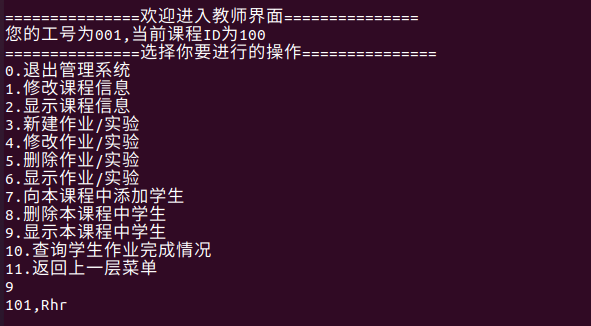 ===============欢迎进入教师界面===============
您的工号为001,当前课程ID为100
===============选择你要进行的操作===============
0.退出管理系统
1.修改课程信息
2.显示课程信息
3.新建作业/实验
4.修改作业/实验
5.删除作业/实验
6.显示作业/实验
7.向本课程中添加学生
8.删除本课程中学生
9.显示本课程中学生
10.查询学生作业完成情况
11.返回上一层菜单
9
101,Rhr